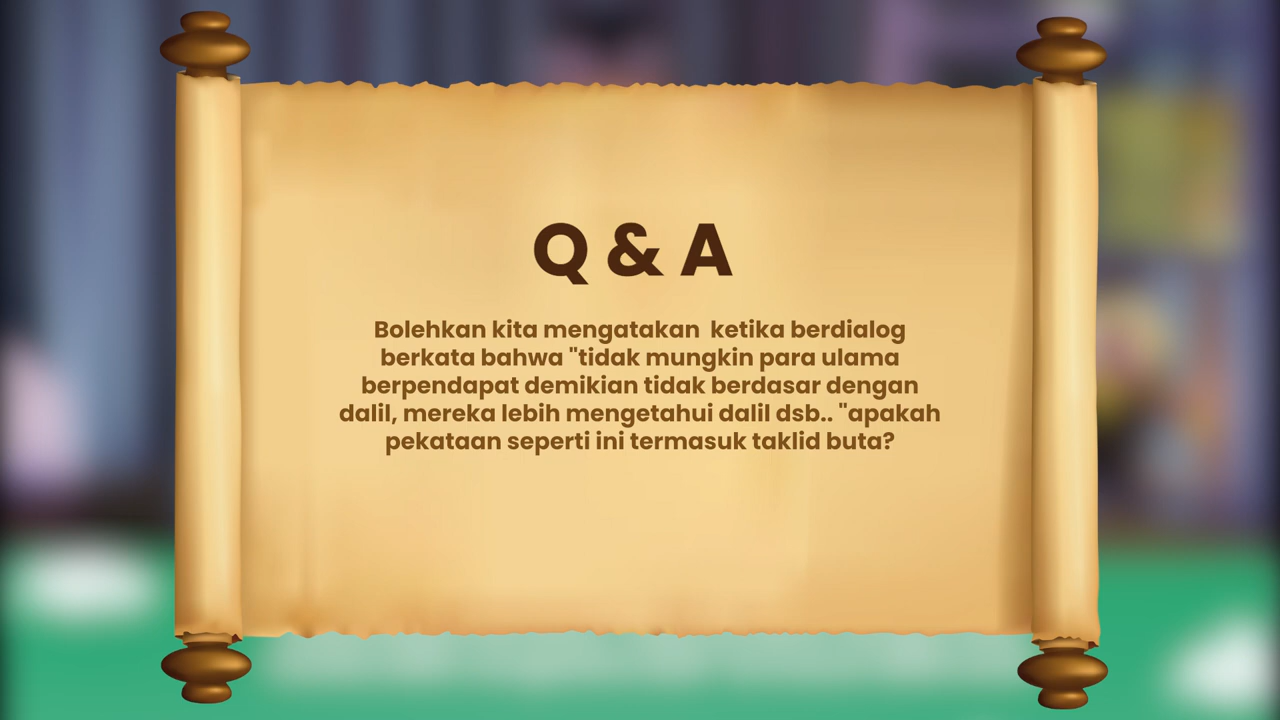 Q & A
Bolehkan kita mengatakan  ketika berdialog
berkata bahwa "tidak mungkin para ulama
berpendapat demikian tidak berdasar dengan
dalil, mereka lebih mengetahui dalil dsb.. "apakah
pekataan seperti ini termasuk taklid buta?